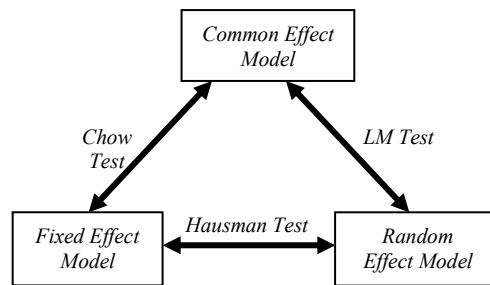 Common Effect
Model
Chow
Test
LM Test
Hausman Test
Fixed Effect
Model
Random
Effect Model